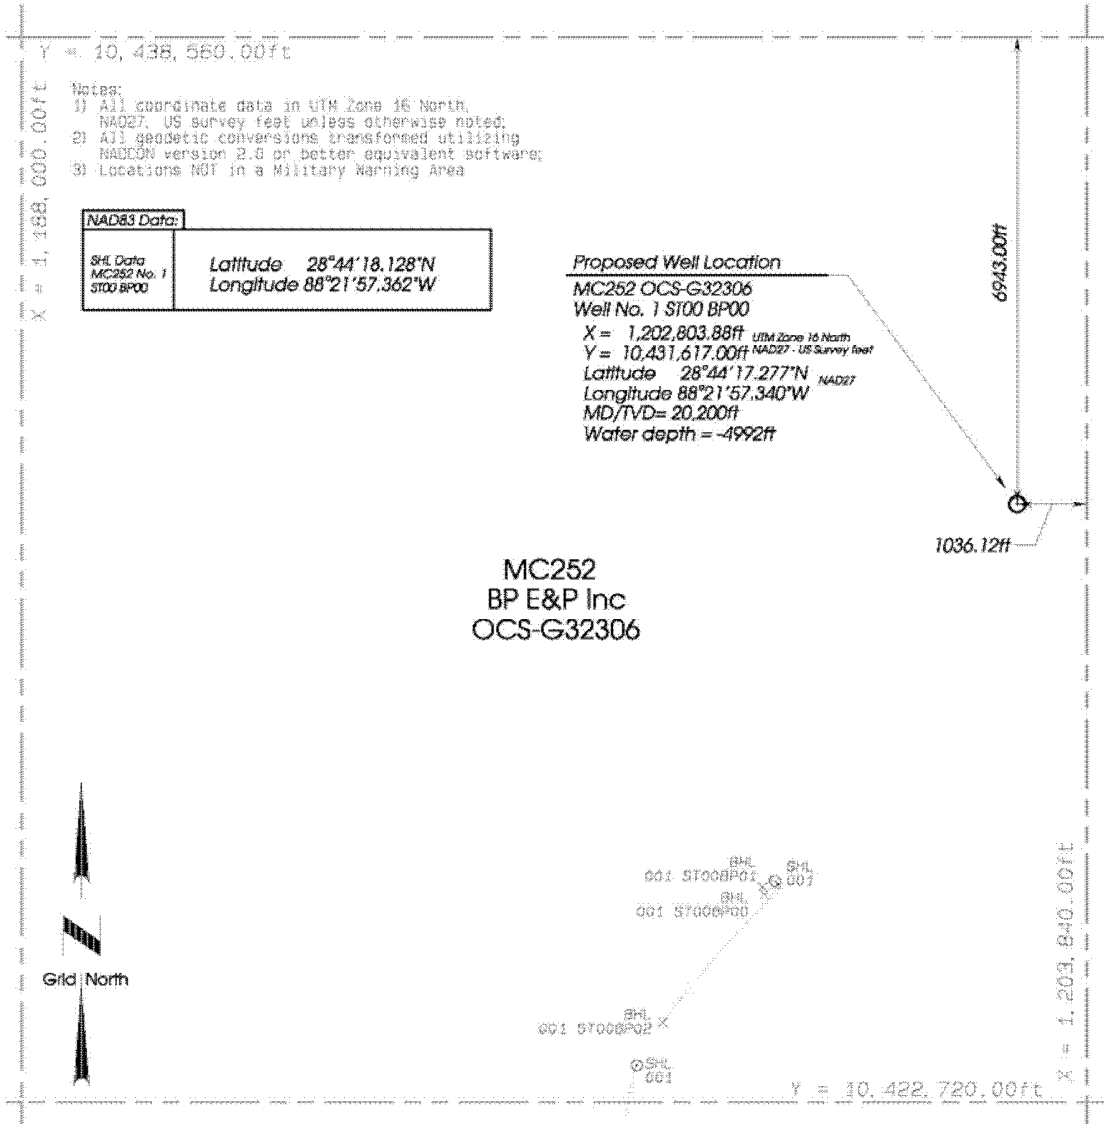 Y = 10,438,560.00ft
X = 1,188,000.00ft
Notes:
1) All coordinate data in UTM Zone 16 North,
NAD27, US survey feet unless otherwise noted;
2) All geodetic conversions transformed utilizing
NADCON version 2.0 or better equivalent software;
3) Locations NOT in a Military Warning Area
NAD83 Data:
SHL Data
MC252 No. 1
ST00 BP00
Latitude 28°44'18.128"N
Longitude 88°21'57.362"W
Proposed Well Location
MC252 OCS-G32306
Well No. 1 ST00 BP00
X = 1,202,803.88ft UTM Zone 16 North
Y = 10,431,617.00ft NAD27 - US Survey feet
Latitude 28°44'17.277"N NAD27
Longitude 88°21'57.340"W
MD/TVD= 20,200ft
Water depth = -4992ft
6943.00ft
1036.12ft
MC252
BP E&P Inc
OCS-G32306
Grid North
BHL
001 ST00BP01
SHL
001
BHL
001 ST00BP00
BHL
001 ST00BP02
SHL
001
X = 1,203,840.00ft
Y = 10,422,720.00ft